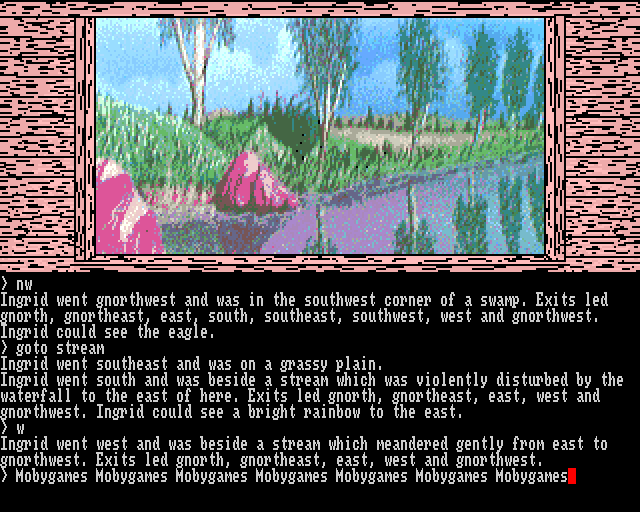 > nw
Ingrid went gnorthwest and was in the southwest corner of a swamp. Exits led
gnorth, gnortheast, east, south, southeast, southwest, west and gnorthwest.
Ingrid could see the eagle.
> goto stream
Ingrid went southeast and was on a grassy plain.
Ingrid went south and was beside a stream which was violently disturbed by the
waterfall to the east of here. Exits led gnorth, gnortheast, east, west and
gnorthwest. Ingrid could see a bright rainbow to the east.
> w
Ingrid went west and was beside a stream which meandered gently from east to
gnorthwest. Exits led gnorth, gnortheast, east, west and gnorthwest.
> Mobygames Mobygames Mobygames Mobygames Mobygames Mobygames Mobygames